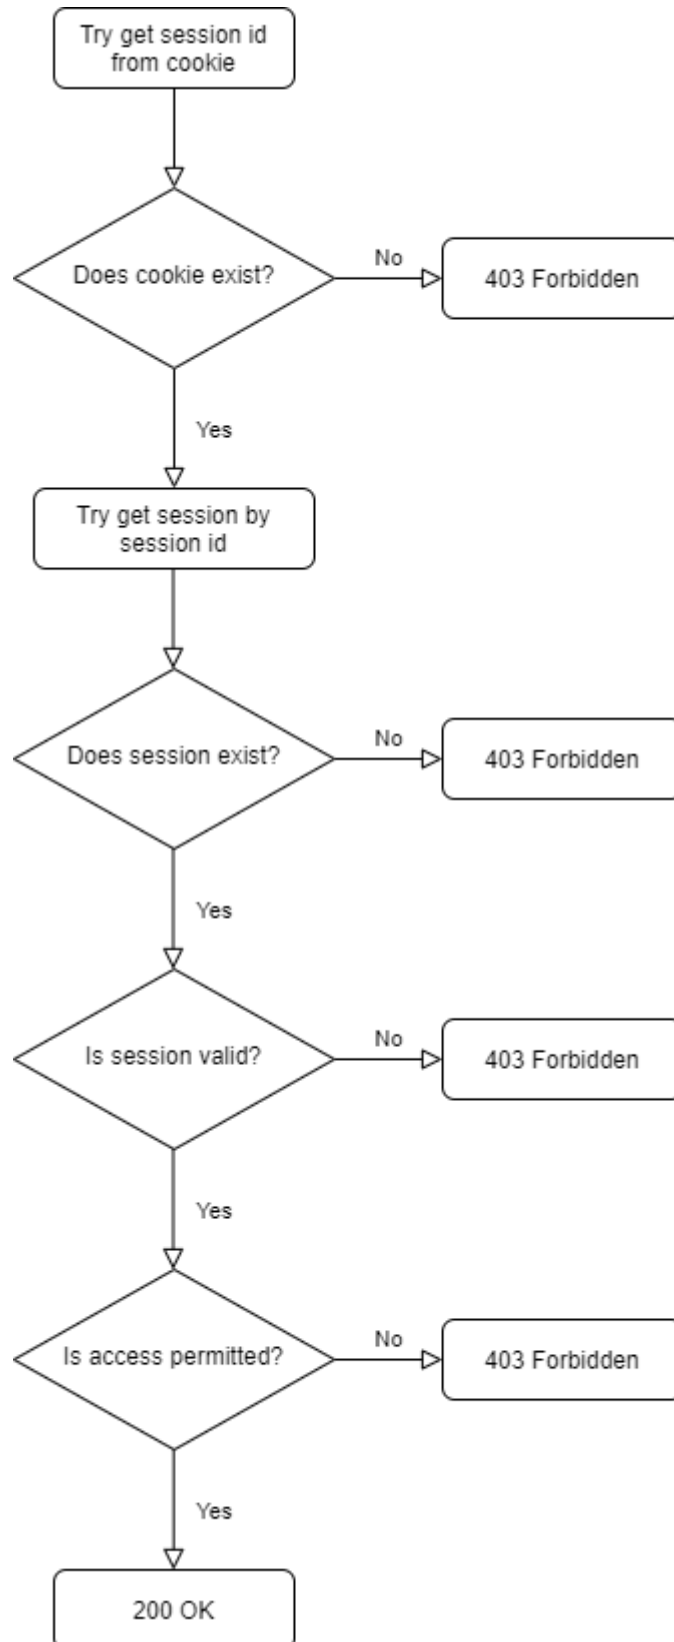 Try get session id
from cookie
Does cookie exist?
No
403 Forbidden
Yes
Try get session by
session id
Does session exist?
No
403 Forbidden
Yes
Is session valid?
No
403 Forbidden
Yes
Is access permitted?
No
403 Forbidden
Yes
200 OK